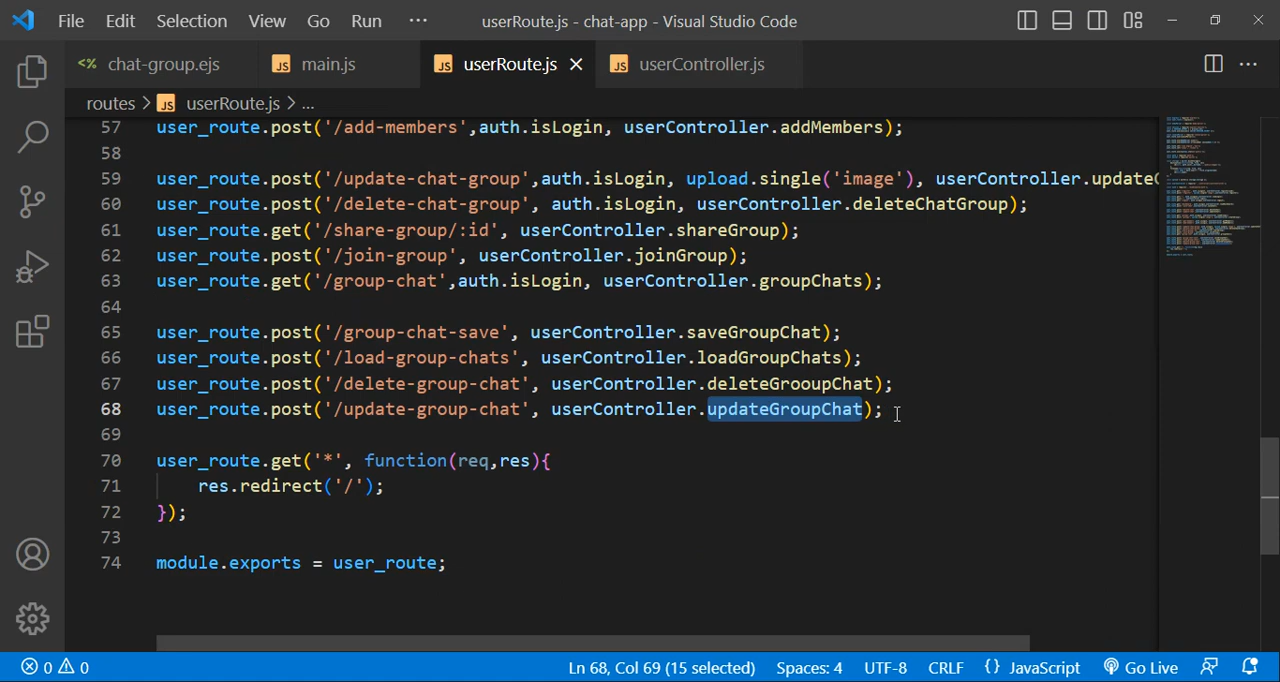 File Edit Selection View Go Run ··· userRoute.js - chat-app - Visual Studio Code
<% chat-group.ejs JS main.js JS userRoute.js JS userController.js ···
routes > JS userRoute.js > ...
57 user_route.post('/add-members',auth.isLogin, userController.addMembers);
58
59 user_route.post('/update-chat-group',auth.isLogin, upload.single('image'), userController.updateC
60 user_route.post('/delete-chat-group', auth.isLogin, userController.deleteChatGroup);
61 user_route.get('/share-group/:id', userController.shareGroup);
62 user_route.post('/join-group', userController.joinGroup);
63 user_route.get('/group-chat',auth.isLogin, userController.groupChats);
64
65 user_route.post('/group-chat-save', userController.saveGroupChat);
66 user_route.post('/load-group-chats', userController.loadGroupChats);
67 user_route.post('/delete-group-chat', userController.deleteGrooupChat);
68 user_route.post('/update-group-chat', userController.updateGroupChat);
69
70 user_route.get('*', function(req,res){
71 res.redirect('/');
72 });
73
74 module.exports = user_route;
0 0 Ln 68, Col 69 (15 selected) Spaces: 4 UTF-8 CRLF {} JavaScript Go Live